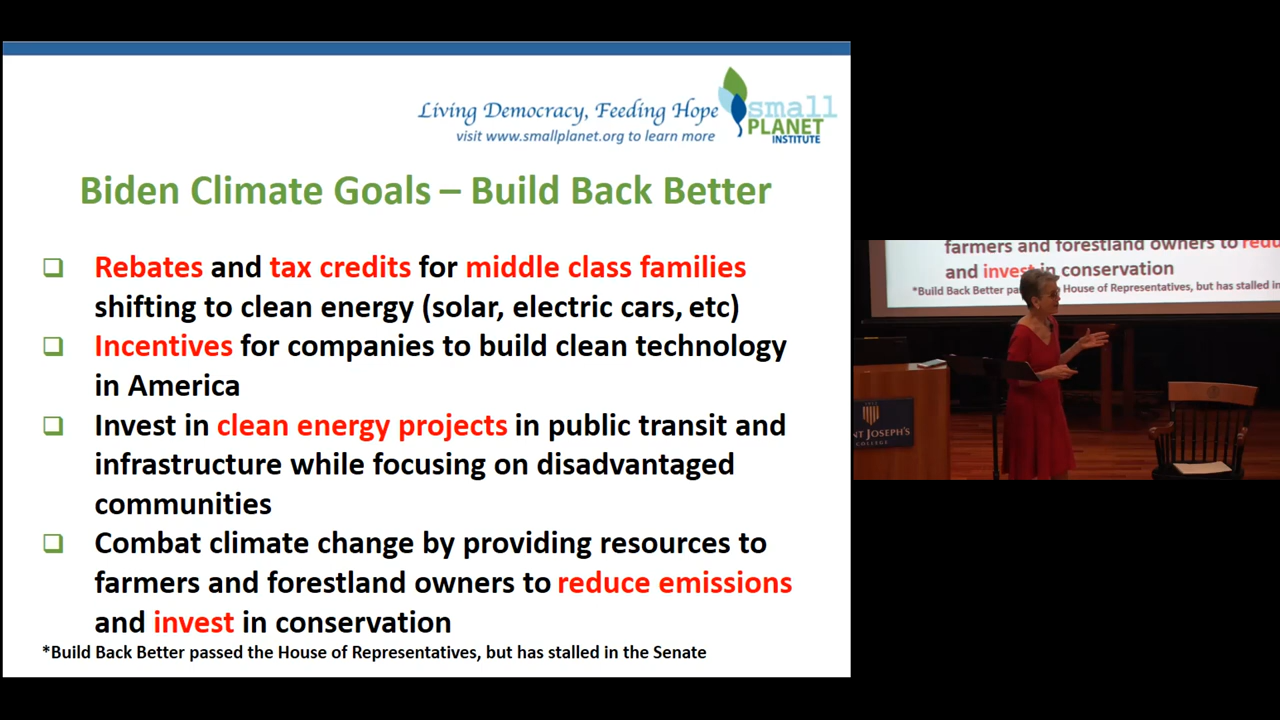 Living Democracy, Feeding Hope
visit www.smallplanet.org to learn more
small
PLANET
INSTITUTE
Biden Climate Goals – Build Back Better
Rebates and tax credits for middle class families
shifting to clean energy (solar, electric cars, etc)
Incentives for companies to build clean technology
in America
Invest in clean energy projects in public transit and
infrastructure while focusing on disadvantaged
communities
Combat climate change by providing resources to
farmers and forestland owners to reduce emissions
and invest in conservation
*Build Back Better passed the House of Representatives, but has stalled in the Senate
farmers and forestland owners to redu
and invest in conservation
*Build Back Better pa House of Representatives, but has stalled in
NT JOSEPH'S
COLLEGE